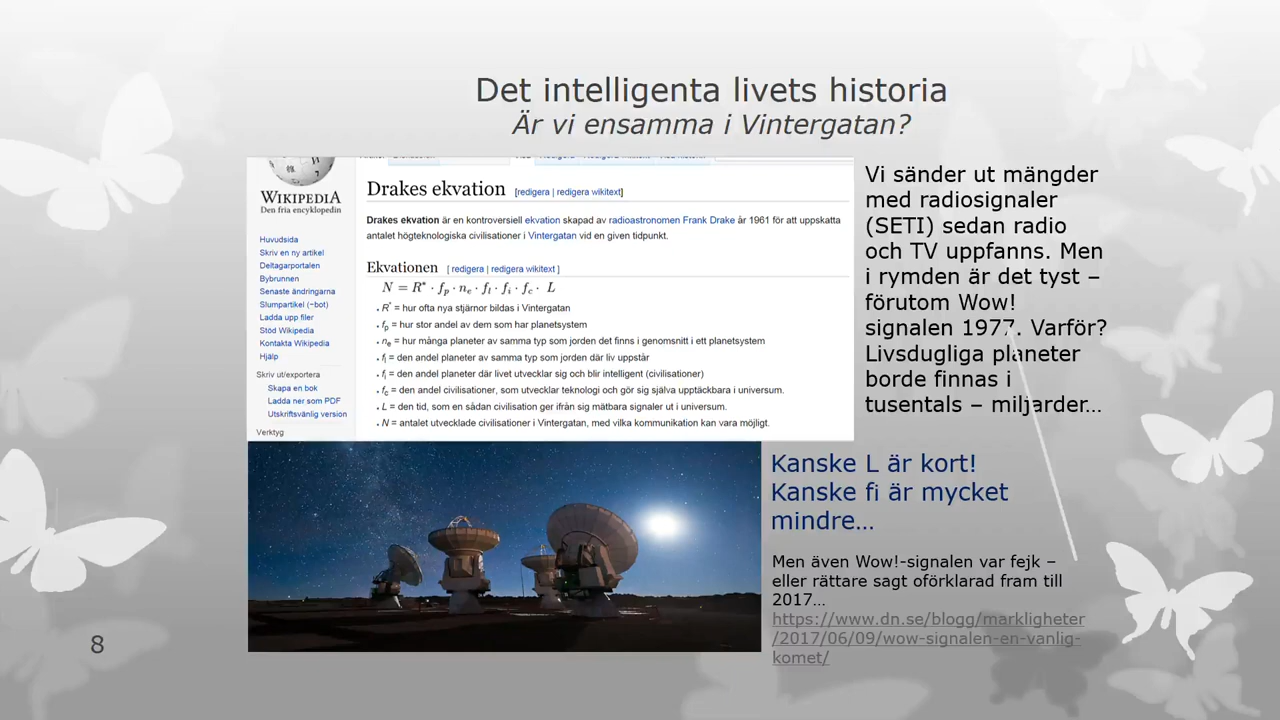 Det intelligenta livets historia
Är vi ensamma i Vintergatan?
WIKIPEDIA
Den fria encyklopedin
Huvudsida
Skriv en ny artikel
Deltagarportalen
Bybrunnen
Senaste ändringarna
Slumpartikel (−bot)
Ladda upp filer
Stöd Wikipedia
Kontakta Wikipedia
Hjälp
Skriv ut/exportera
Skapa en bok
Ladda ner som PDF
Utskriftsvänlig version
Verktyg
Drakes ekvation [redigera | redigera wikitext]
Drakes ekvation är en kontroversiell ekvation skapad av radioastronomen Frank Drake år 1961 för att uppskatta
antalet högteknologiska civilisationer i Vintergatan vid en given tidpunkt.
Ekvationen [ redigera | redigera wikitext ]
N = R* · fp · ne · fl · fi · fc · L
• R* = hur ofta nya stjärnor bildas i Vintergatan
• fp = hur stor andel av dem som har planetsystem
• ne = hur många planeter av samma typ som jorden det finns i genomsnitt i ett planetsystem
• fl = den andel planeter av samma typ som jorden där liv uppstår
• fi = den andel planeter där livet utvecklar sig och blir intelligent (civilisationer)
• fc = den andel civilisationer, som utvecklar teknologi och gör sig själva upptäckbara i universum.
• L = den tid, som en sådan civilisation ger ifrån sig mätbara signaler ut i universum.
• N = antalet utvecklade civilisationer i Vintergatan, med vilka kommunikation kan vara möjligt.
Vi sänder ut mängder
med radiosignaler
(SETI) sedan radio
och TV uppfanns. Men
i rymden är det tyst –
förutom Wow!
signalen 1977. Varför?
Livsdugliga planeter
borde finnas i
tusentals – miljarder…
Kanske L är kort!
Kanske fi är mycket
mindre…
Men även Wow!-signalen var fejk –
eller rättare sagt oförklarad fram till
2017…
https://www.dn.se/blogg/markligheter
/2017/06/09/wow-signalen-en-vanlig-
komet/
8